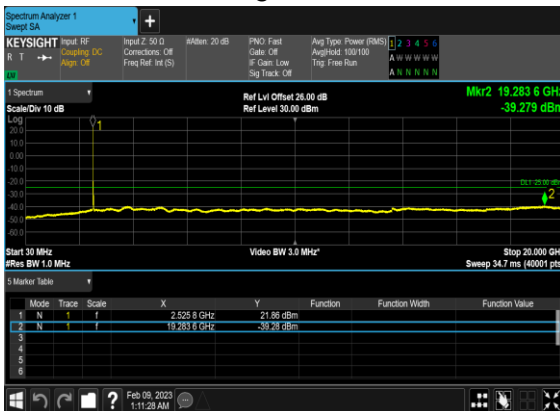 Spectrum Analyzer 1
Swept SA
+
KEYSIGHT Input: RF Input Z: 50 Ω #Atten: 20 dB PNO: Fast Avg Type: Power (RMS) 1 2 3 4 5 6
R T Coupling: DC Corrections: Off Gate: Off Avg|Hold: 100/100 A W W W W W
Align: Off Freq Ref: Int (S) IF Gain: Low Trig: Free Run
LV Sig Track: Off A N N N N N
1 Spectrum Ref Lvl Offset 26.00 dB Mkr2 19.283 6 GHz
Scale/Div 10 dB Ref Level 30.00 dBm -39.279 dBm
Log
20.0
10.0
0.00
-10.0
-20.0
-30.0
-40.0
-50.0
-60.0
1
DL1 -25.00 dBm
2
Start 30 MHz Video BW 3.0 MHz* Stop 20.000 GHz
#Res BW 1.0 MHz Sweep 34.7 ms (40001 pts)
5 Marker Table
Mode Trace Scale X Y Function Function Width Function Value
1 N 1 f 2.525 8 GHz 21.86 dBm
2 N 1 f 19.283 6 GHz -39.28 dBm
3
4
5
6
? Feb 09, 2023
1:11:28 AM